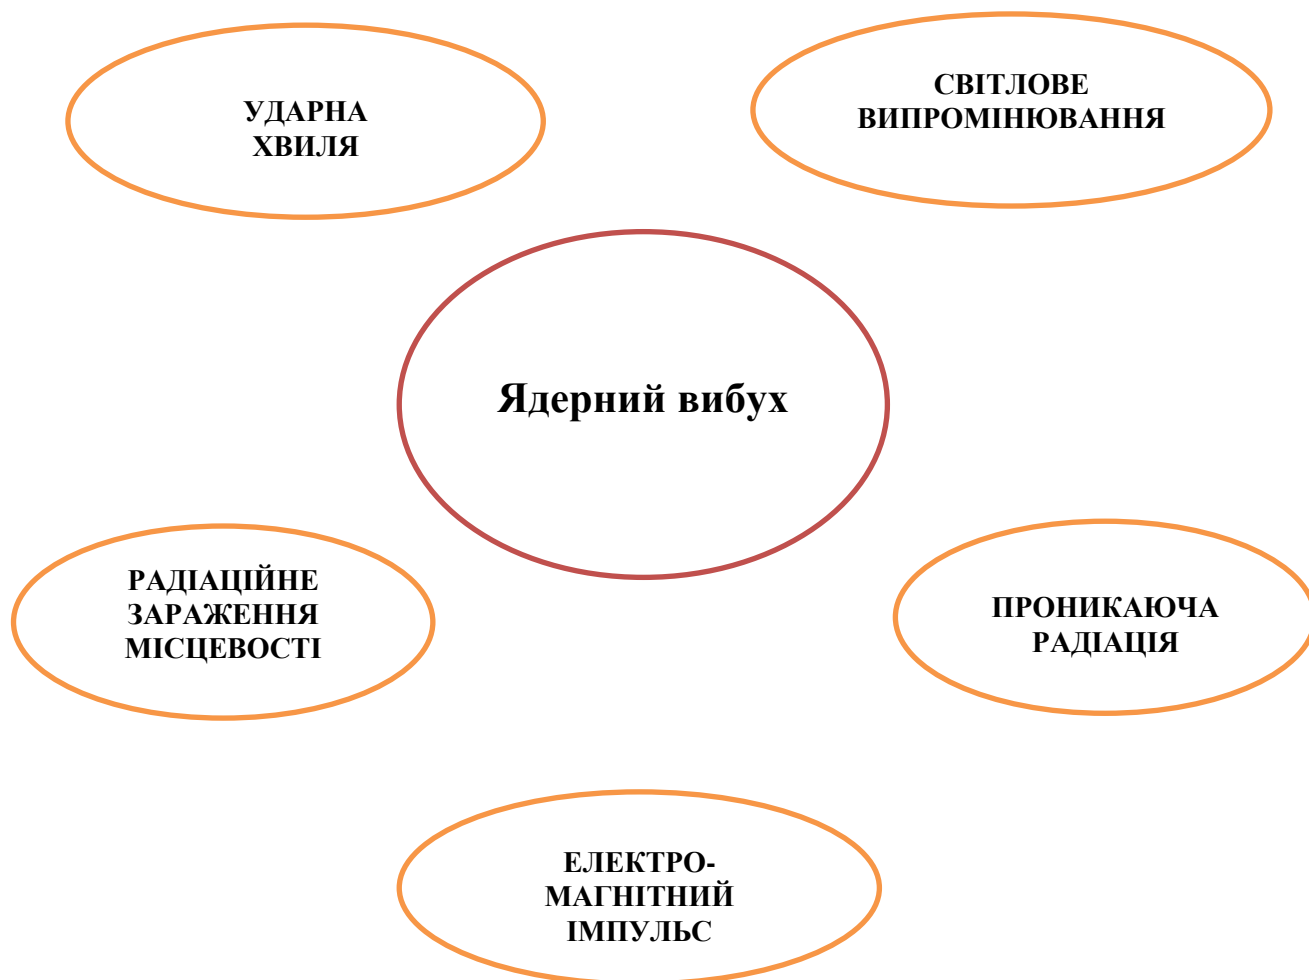 УДАРНА
ХВИЛЯ
СВІТЛОВЕ
ВИПРОМІНЮВАННЯ
Ядерний вибух
РАДІАЦІЙНЕ
ЗАРАЖЕННЯ
МІСЦЕВОСТІ
ПРОНИКАЮЧА
РАДІАЦІЯ
ЕЛЕКТРО-
МАГНІТНИЙ
ІМПУЛЬС